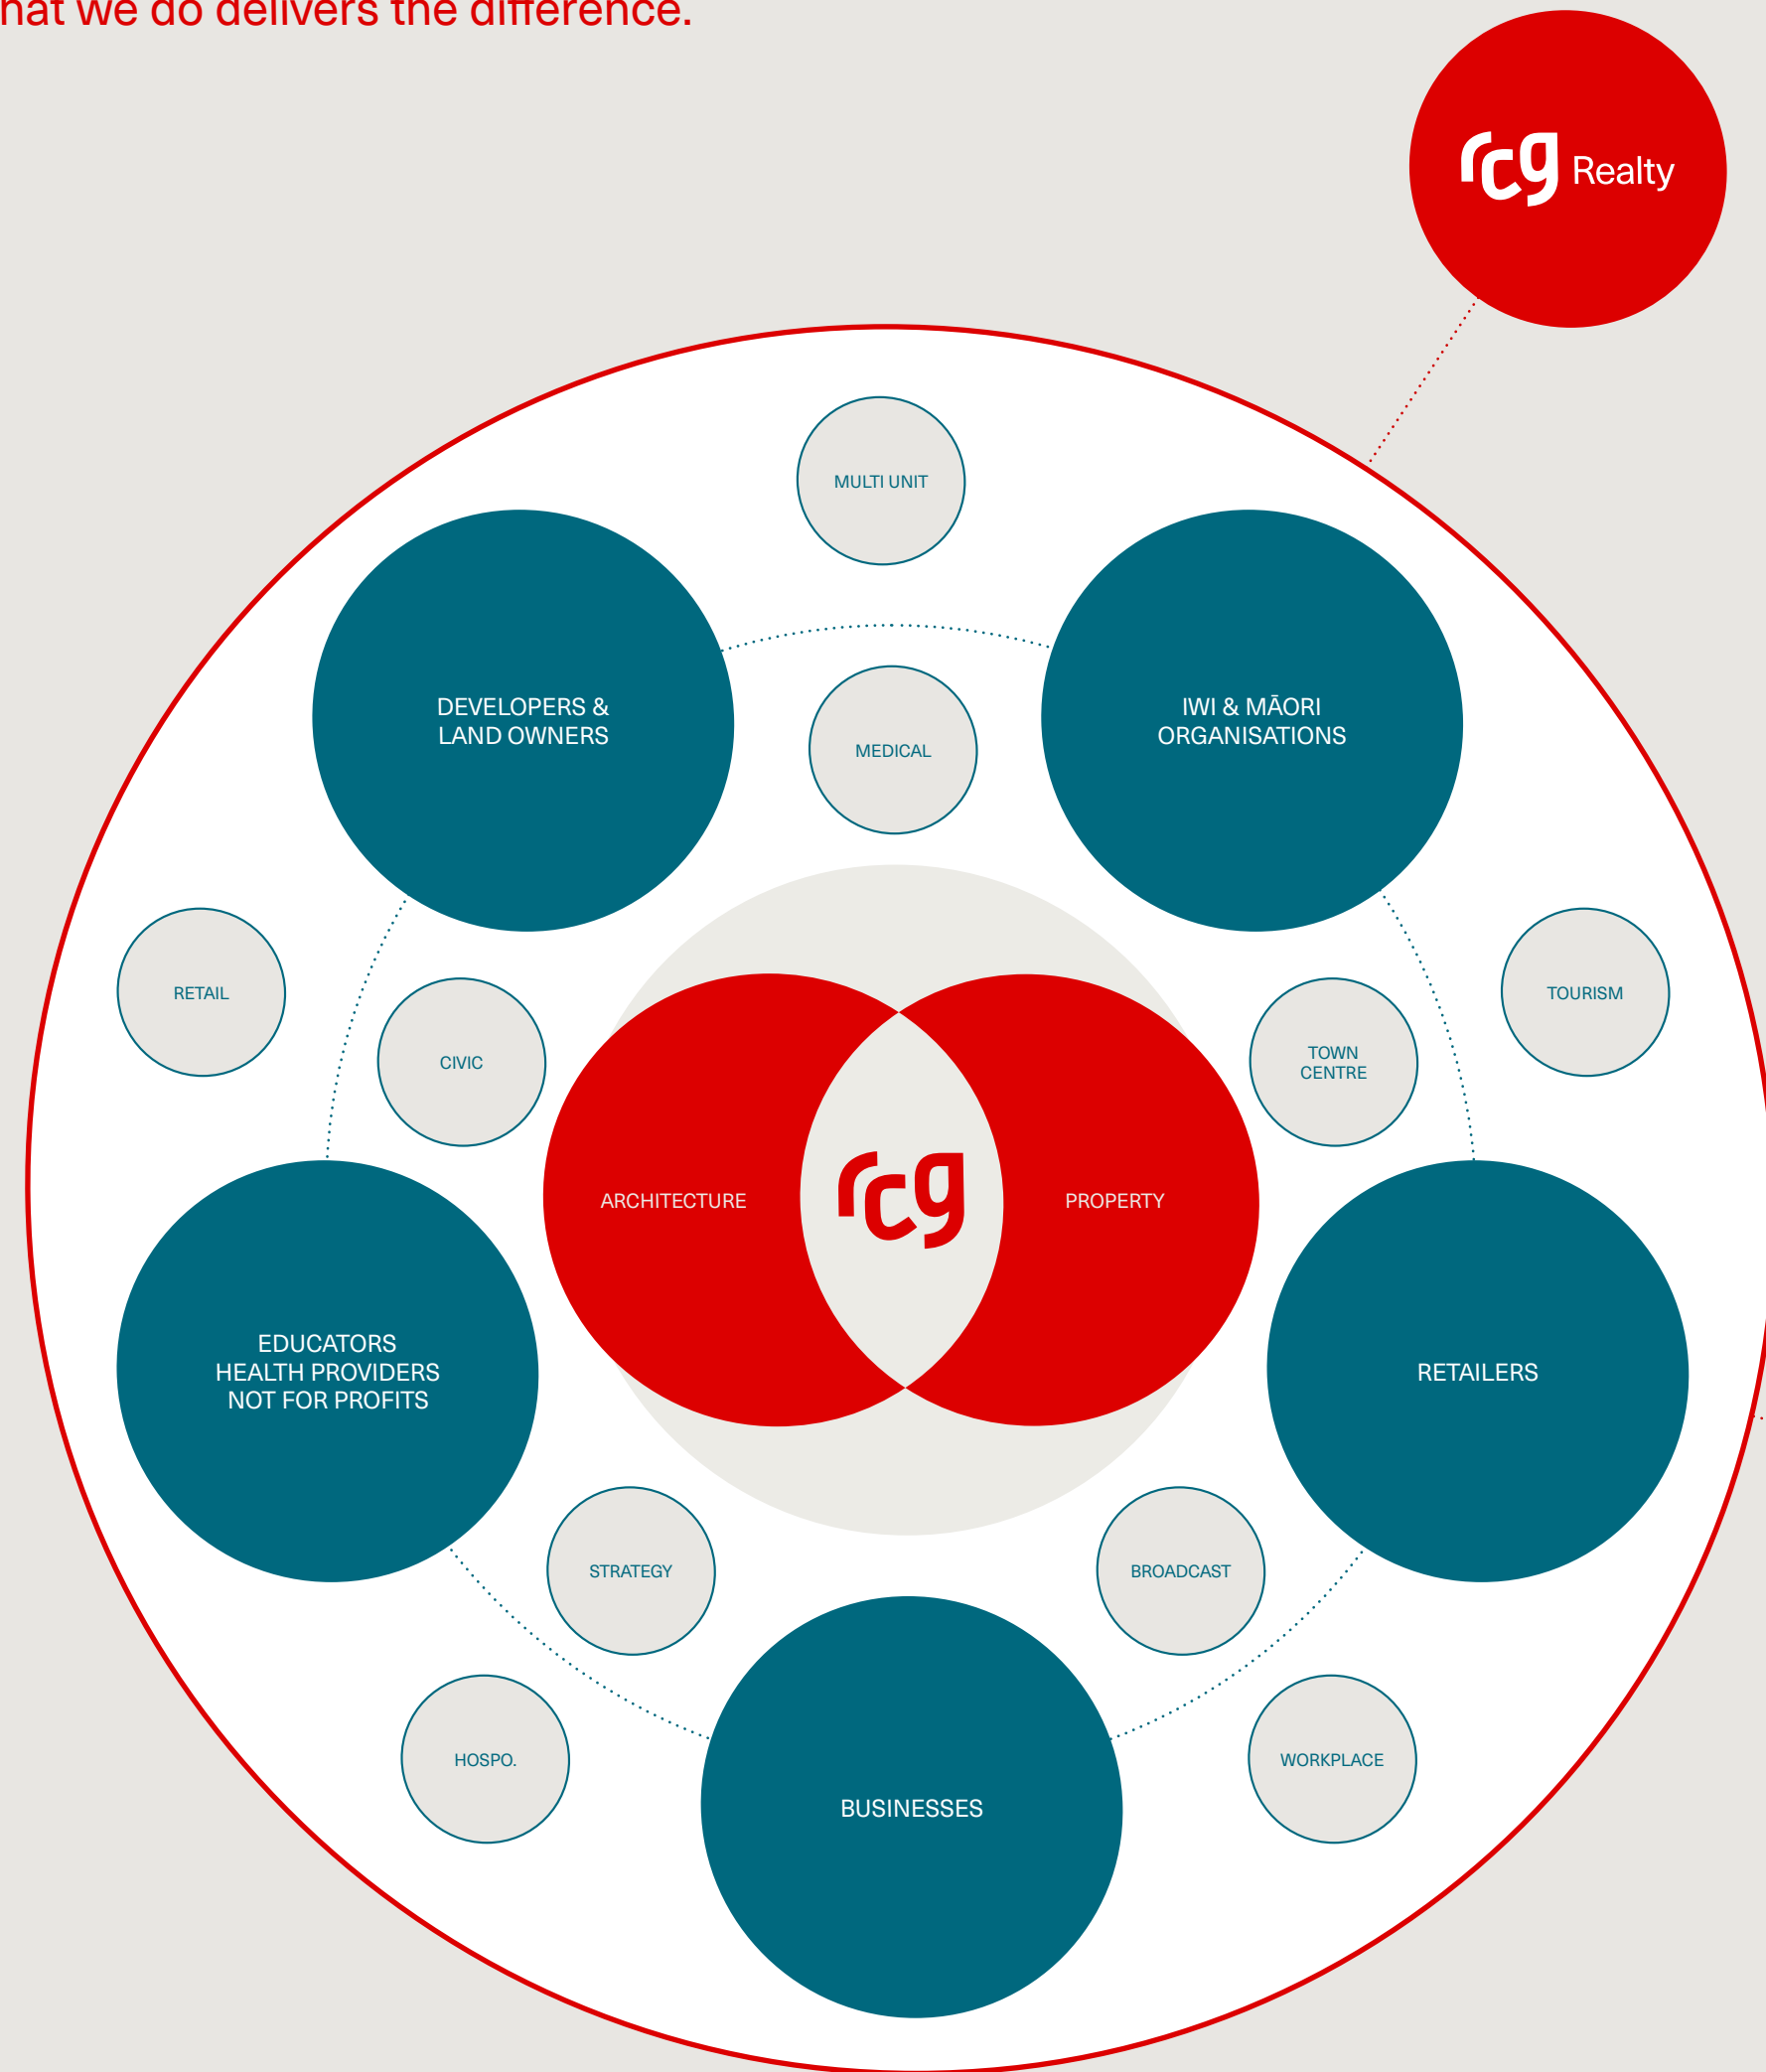 hat we do delivers the difference.
rcg Realty
MULTI UNIT
DEVELOPERS &
LAND OWNERS
IWI & MĀORI
ORGANISATIONS
MEDICAL
RETAIL
TOURISM
CIVIC
TOWN
CENTRE
ARCHITECTURE
rcg
PROPERTY
EDUCATORS
HEALTH PROVIDERS
NOT FOR PROFITS
RETAILERS
STRATEGY
BROADCAST
HOSPO.
WORKPLACE
BUSINESSES